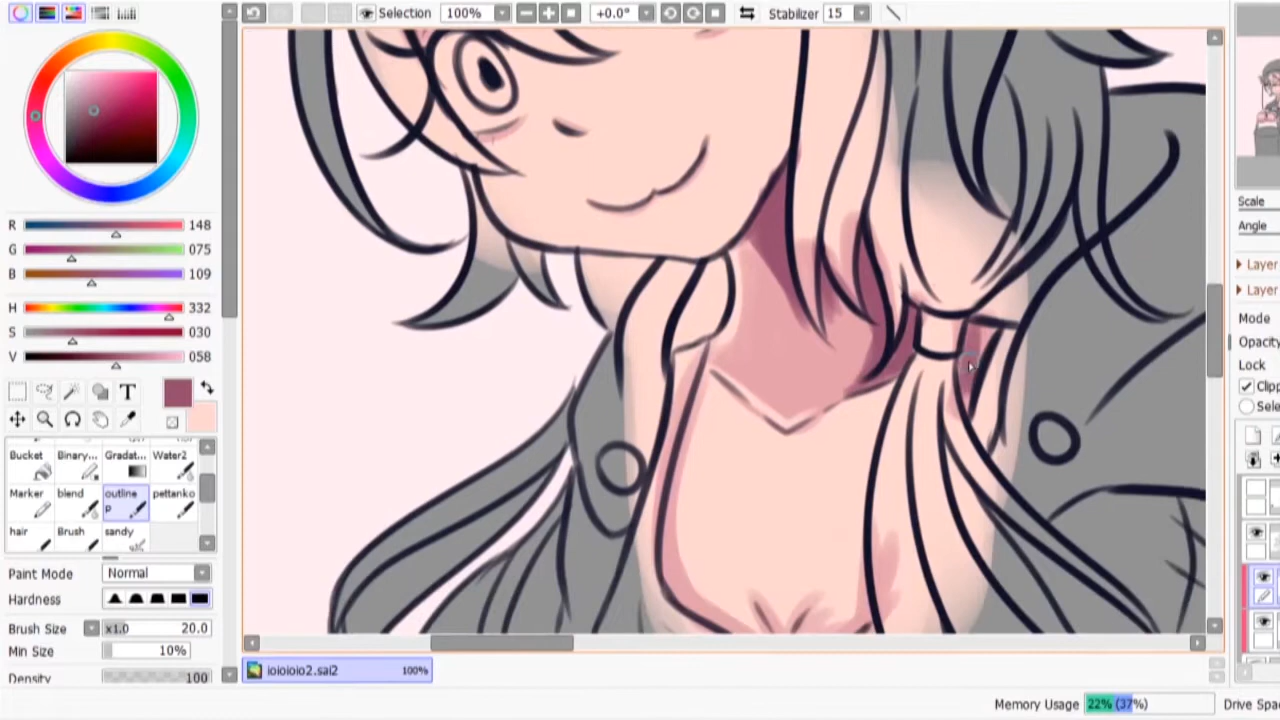 Selection 100% +0.0° Stabilizer 15
R 148
G 075
B 109
H 332
S 030
V 058
T
Bucket Binary... Gradat... Water2
Marker blend outline pettanko
p
hair Brush sandy
Paint Mode Normal
Hardness
Brush Size x1.0 20.0
Min Size 10%
Density 100
Scale
Angle
Layer
Layer
Mode
Opacity
Lock
ioioioio2.sai2 100%
Memory Usage 22% (37%) Drive Spa